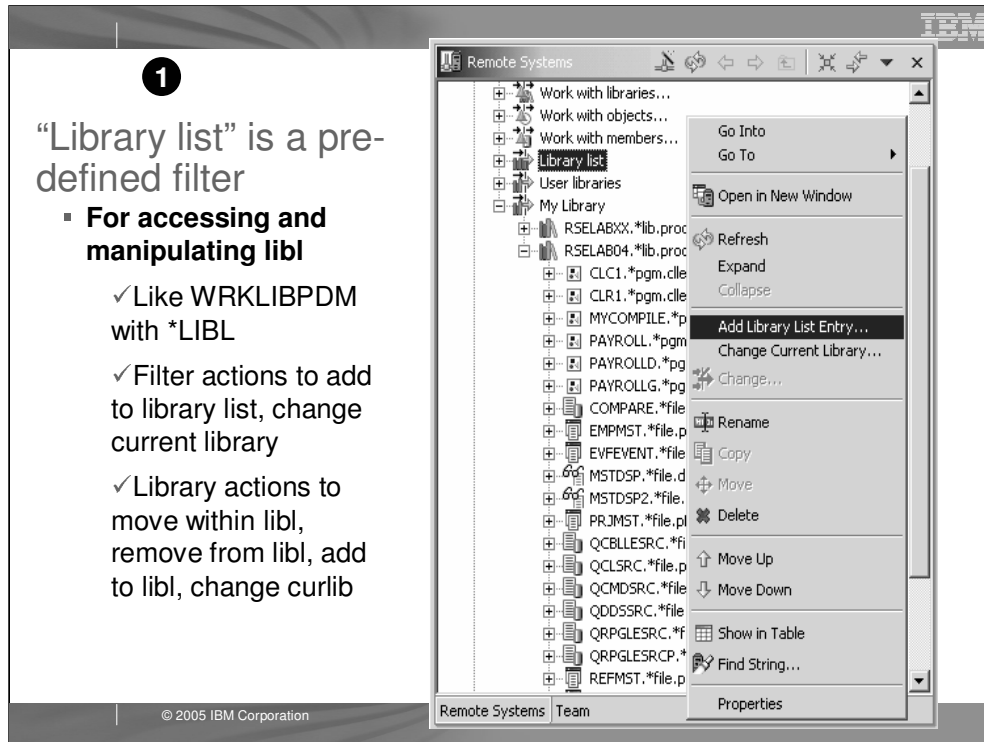 IBM
1
“Library list” is a pre-
defined filter
For accessing and
manipulating libl
Like WRKLIBPDM
with *LIBL
Filter actions to add
to library list, change
current library
Library actions to
move within libl,
remove from libl, add
to libl, change curlib
© 2005 IBM Corporation
Remote Systems
Work with libraries...
Work with objects...
Work with members...
Library list
User libraries
My Library
RSELABXX.*lib.prod
RSELAB04.*lib.prod
CLC1.*pgm.clle
CLR1.*pgm.clle
MYCOMPILE.*p
PAYROLL.*pgm
PAYROLLD.*pg
PAYROLLG.*pg
COMPARE.*file
EMPMST.*file.p
EVFEVENT.*file
MSTDSP.*file.d
MSTDSP2.*file.
PRJMST.*file.pl
QCBLLESRC.*fi
QCLSRC.*file.p
QCMDSRC.*file
QDDSSRC.*file
QRPGLESRC.*f
QRPGLESRCP.*
REFMST.*file.p
Go Into
Go To
Open in New Window
Refresh
Expand
Collapse
Add Library List Entry...
Change Current Library...
Change...
Rename
Copy
Move
Delete
Move Up
Move Down
Show in Table
Find String...
Properties
Remote Systems
Team